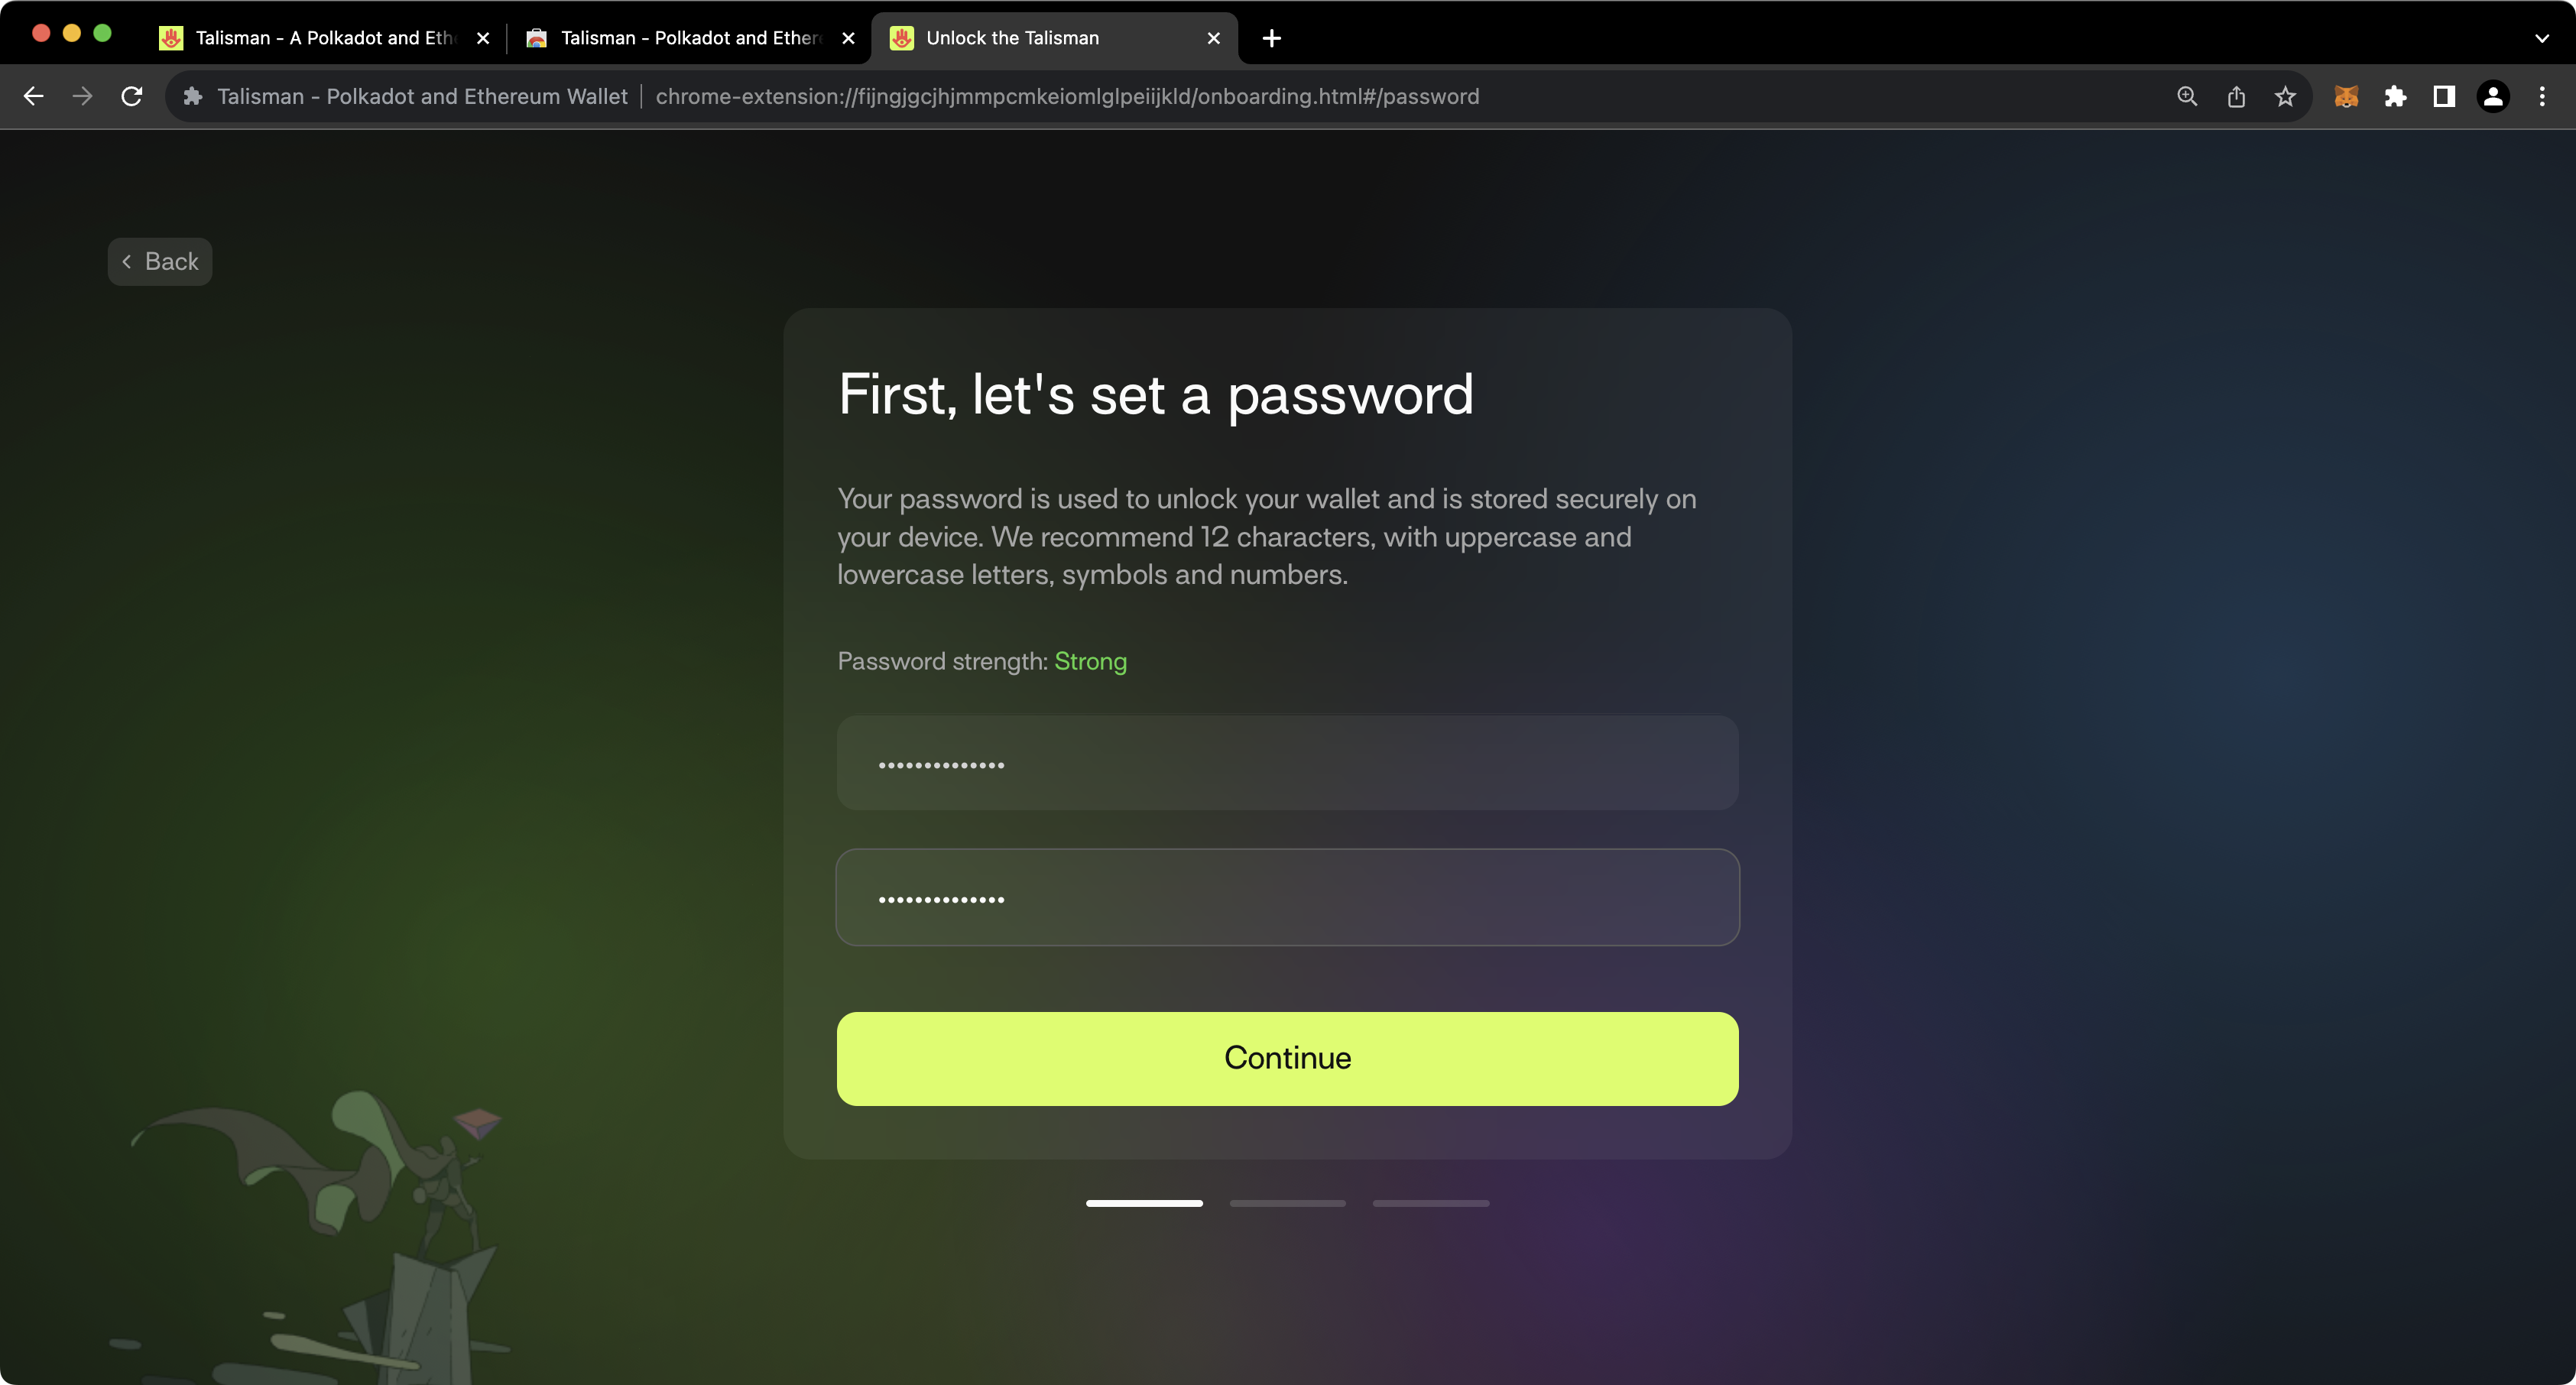 Talisman - A Polkadot and Eth
Talisman - Polkadot and Ether
Unlock the Talisman
Talisman - Polkadot and Ethereum Wallet
chrome-extension://fijngjgcjhjmmpcmkeiomlglpeiijkld/onboarding.html#/password
Back
First, let's set a password
Your password is used to unlock your wallet and is stored securely on
your device. We recommend 12 characters, with uppercase and
lowercase letters, symbols and numbers.
Password strength: Strong
••••••••••••••
••••••••••••••
Continue